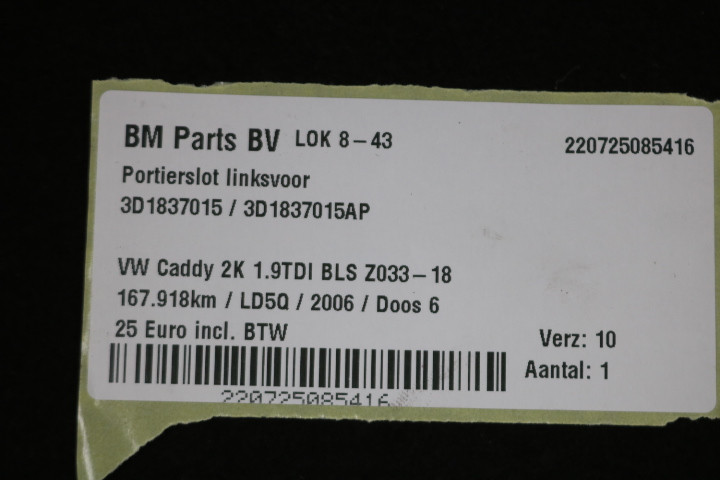 BM Parts BV LOK 8-43 220725085416
Portierslot linksvoor
3D1837015 / 3D1837015AP
VW Caddy 2K 1.9TDI BLS Z033-18
167.918km / LD5Q / 2006 / Doos 6
25 Euro incl. BTW Verz: 10
Aantal: 1
220725085416